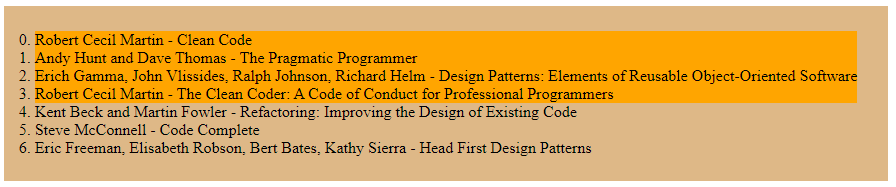 0. Robert Cecil Martin - Clean Code
1. Andy Hunt and Dave Thomas - The Pragmatic Programmer
2. Erich Gamma, John Vlissides, Ralph Johnson, Richard Helm - Design Patterns: Elements of Reusable Object-Oriented Software
3. Robert Cecil Martin - The Clean Coder: A Code of Conduct for Professional Programmers
4. Kent Beck and Martin Fowler - Refactoring: Improving the Design of Existing Code
5. Steve McConnell - Code Complete
6. Eric Freeman, Elisabeth Robson, Bert Bates, Kathy Sierra - Head First Design Patterns